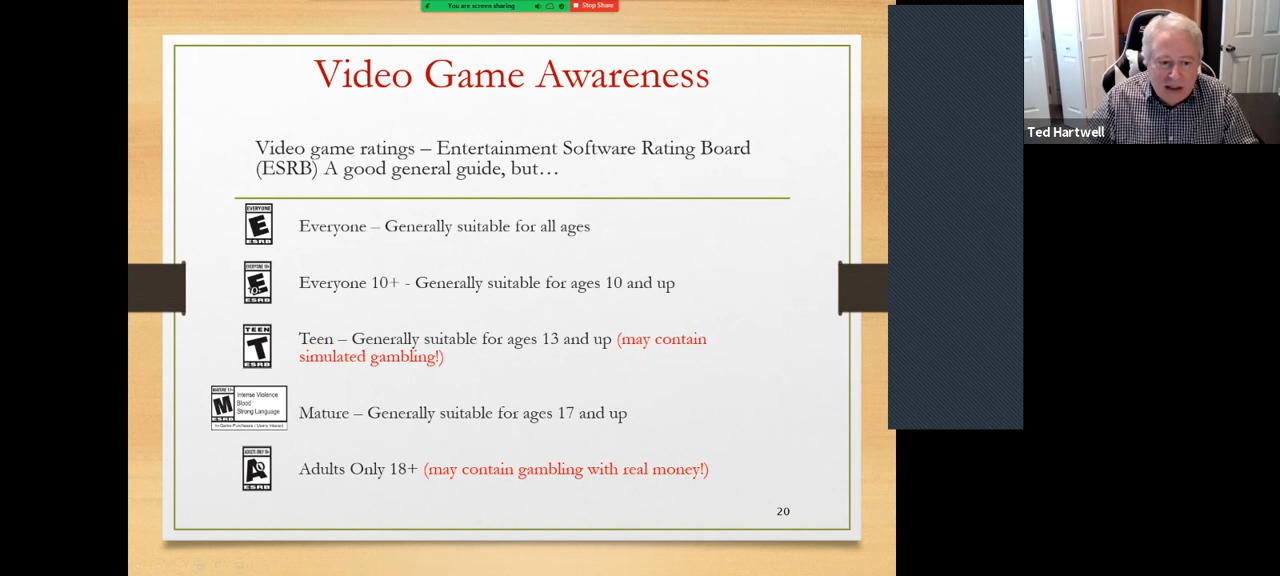 You are screen sharing
Stop Share
Video Game Awareness
Ted Hartwell
Video game ratings – Entertainment Software Rating Board
(ESRB) A good general guide, but…
EVERYONE
E
ESRB
Everyone – Generally suitable for all ages
EVERYONE 10+
E
10+
ESRB
Everyone 10+ - Generally suitable for ages 10 and up
TEEN
T
ESRB
Teen – Generally suitable for ages 13 and up (may contain
simulated gambling!)
MATURE 17+
M
ESRB
Intense Violence
Blood
Strong Language
In-Game Purchases / Users Interact
Mature – Generally suitable for ages 17 and up
ADULTS ONLY 18+
AO
ESRB
Adults Only 18+ (may contain gambling with real money!)
20